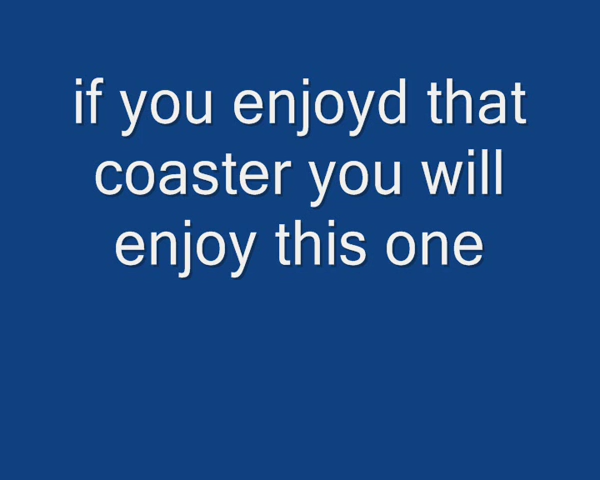 if you enjoyd that
coaster you will
enjoy this one